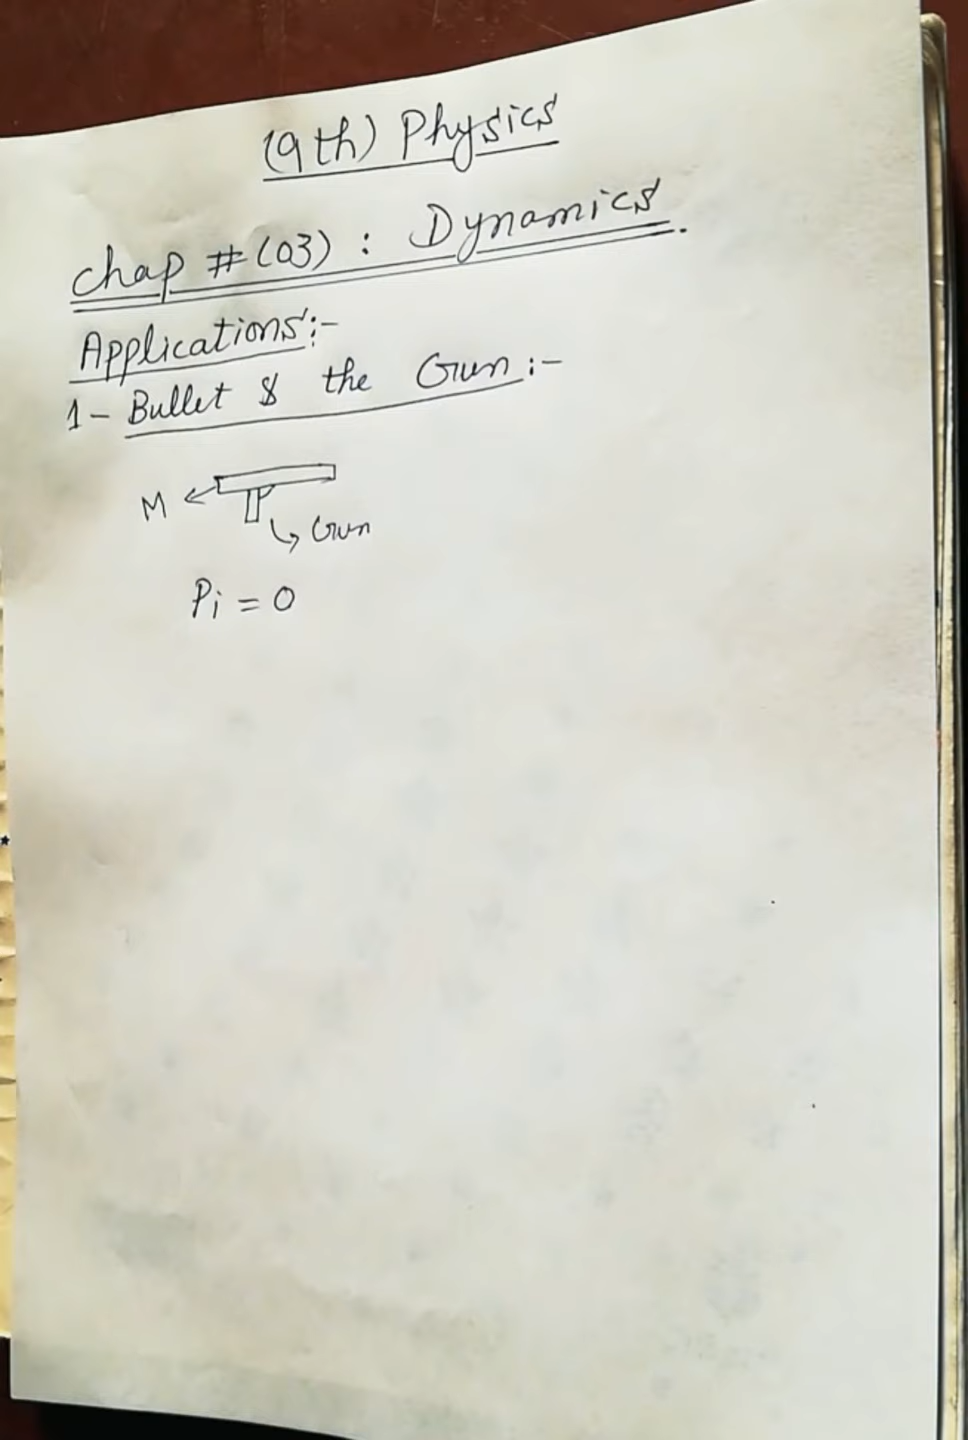 (9th) Physics
Chap # (03) : Dynamics.
Applications:-
1- Bullet & the Gun:-
M
Gun
Pi = 0